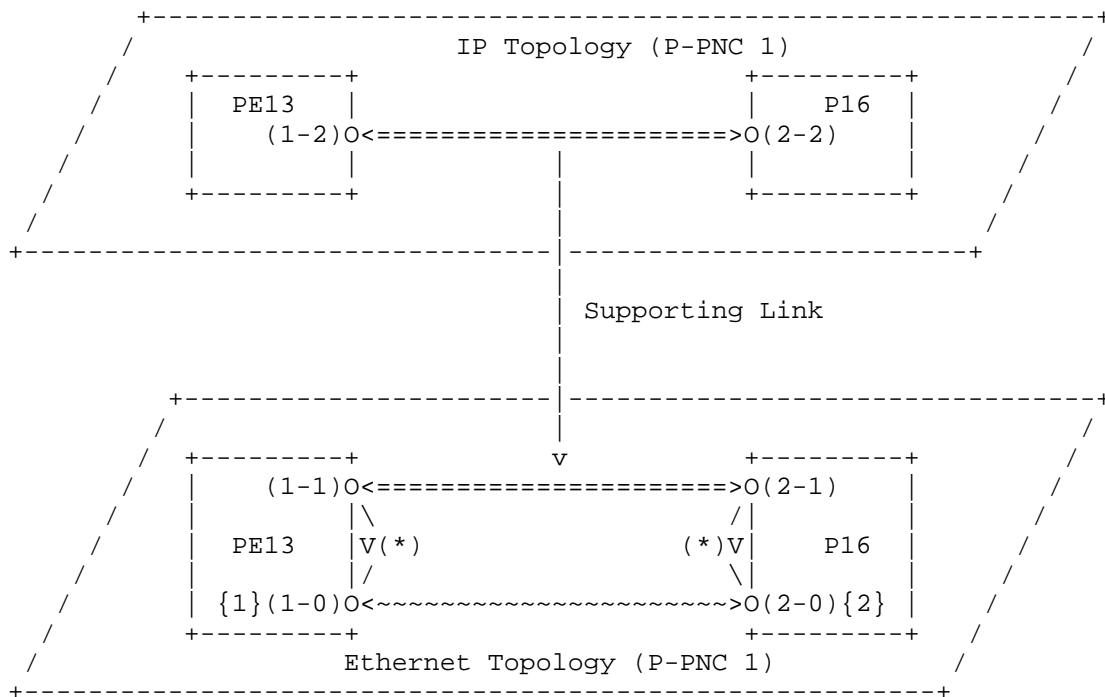 IP Topology (P-PNC 1)
PE13 P16
(1-2)O<======================>O(2-2)
Supporting Link
v
(1-1)O<======================>O(2-1)
PE13 V(*) (*)V P16
{1}(1-0)O<~~~~~~~~~~~~~~~~~~~~~~>O(2-0){2}
Ethernet Topology (P-PNC 1)